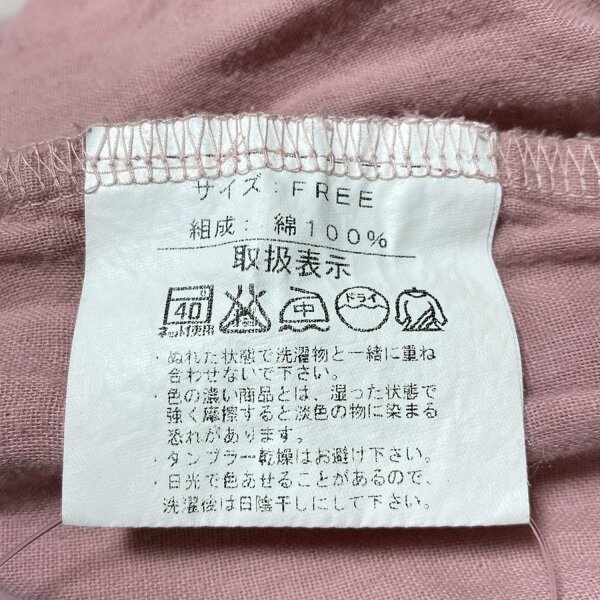 サイズ：FREE
組成： 綿100%
取扱表示
40 中 ドライ
ネット使用
・ぬれた状態で洗濯物と一緒に重ね
合わせないで下さい。
・色の濃い商品とは、湿った状態で
強く摩擦すると淡色の物に染まる
恐れがあります。
・タンブラー乾燥はお避け下さい。
・日光で色あせることがあるので、
洗濯後は日陰干しにして下さい。